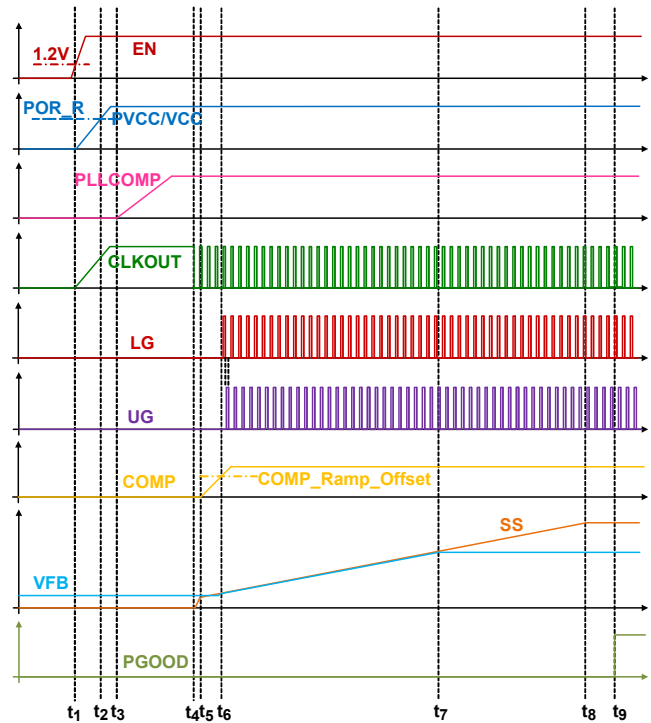 1.2V EN
POR_R PVCC/VCC
PLLCOMP
CLKOUT
LG
UG
COMP COMP_Ramp_Offset
SS
VFB
PGOOD
t1 t2 t3 t4 t5 t6 t7 t8 t9